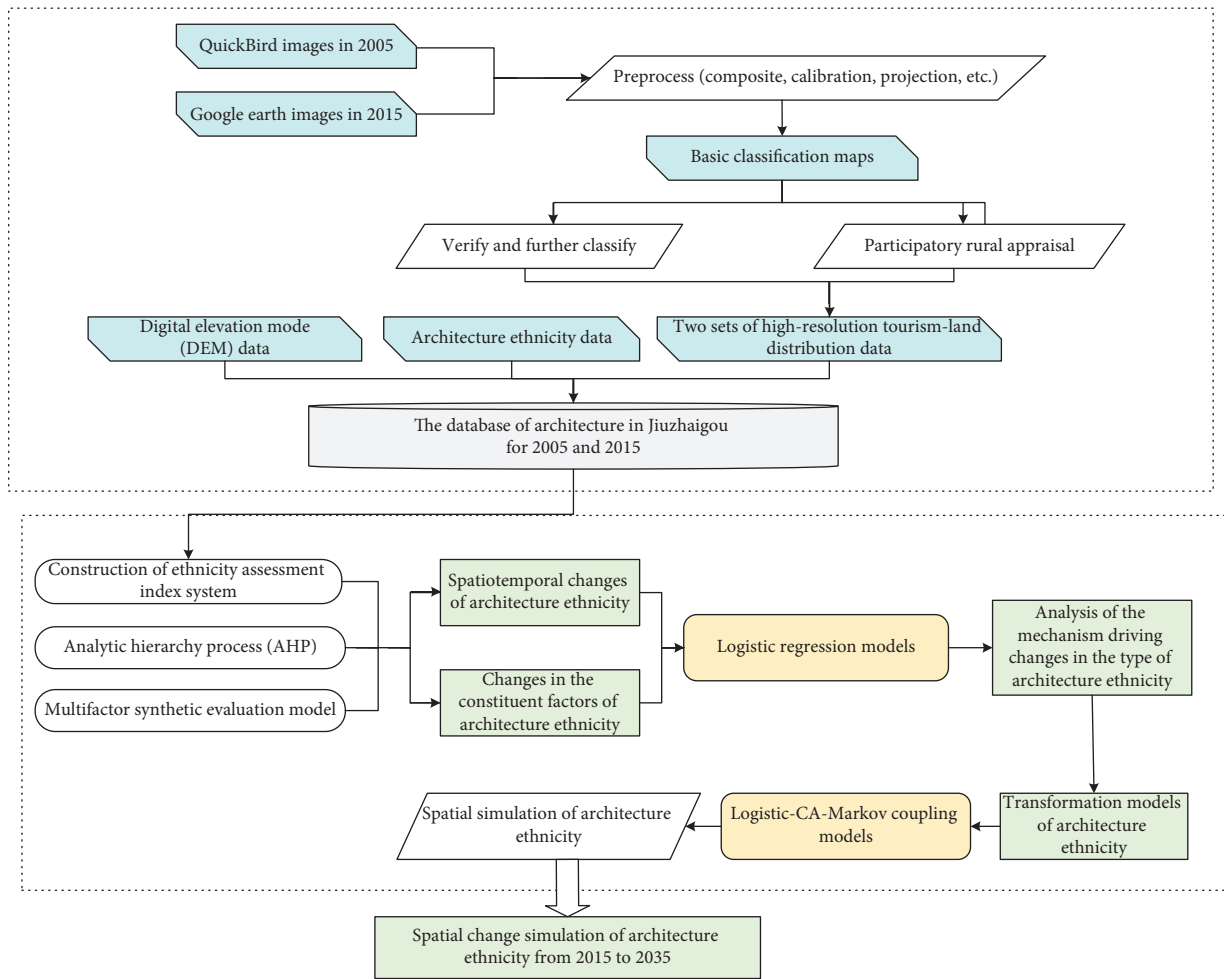 QuickBird images in 2005
Google earth images in 2015
Preprocess (composite, calibration, projection, etc.)
Basic classification maps
Verify and further classify
Participatory rural appraisal
Digital elevation mode
(DEM) data
Architecture ethnicity data
Two sets of high-resolution tourism-land
distribution data
The database of architecture in Jiuzhaigou
for 2005 and 2015
Construction of ethnicity assessment
index system
Analytic hierarchy process (AHP)
Multifactor synthetic evaluation model
Spatiotemporal changes
of architecture ethnicity
Changes in the
constituent factors of
architecture ethnicity
Logistic regression models
Analysis of the
mechanism driving
changes in the type of
architecture ethnicity
Transformation models
of architecture
ethnicity
Logistic-CA-Markov coupling
models
Spatial simulation of architecture
ethnicity
Spatial change simulation of architecture
ethnicity from 2015 to 2035